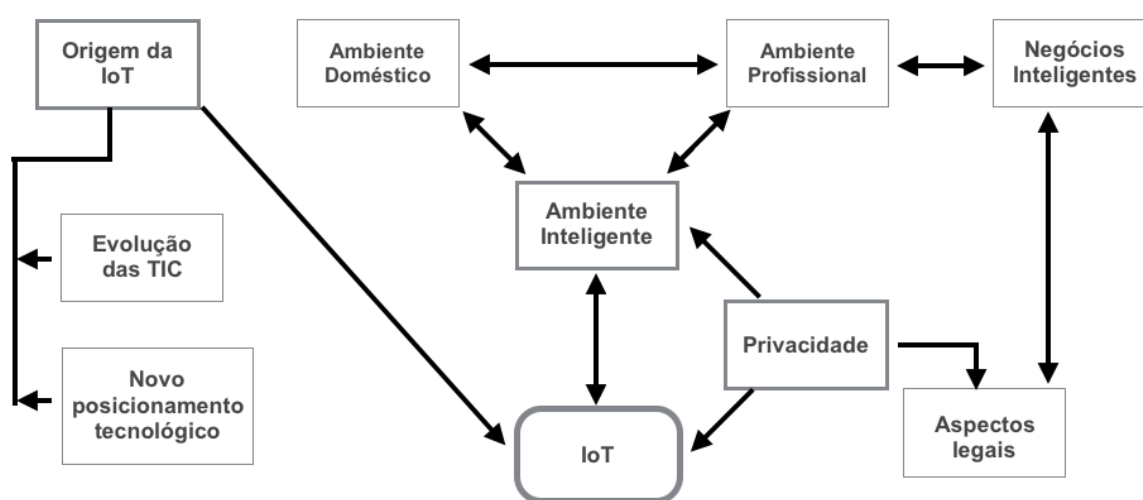 Origem da
IoT
Ambiente
Doméstico
Ambiente
Profissional
Negócios
Inteligentes
Ambiente
Inteligente
Evolução
das TIC
Privacidade
Novo
posicionamento
tecnológico
IoT
Aspectos
legais